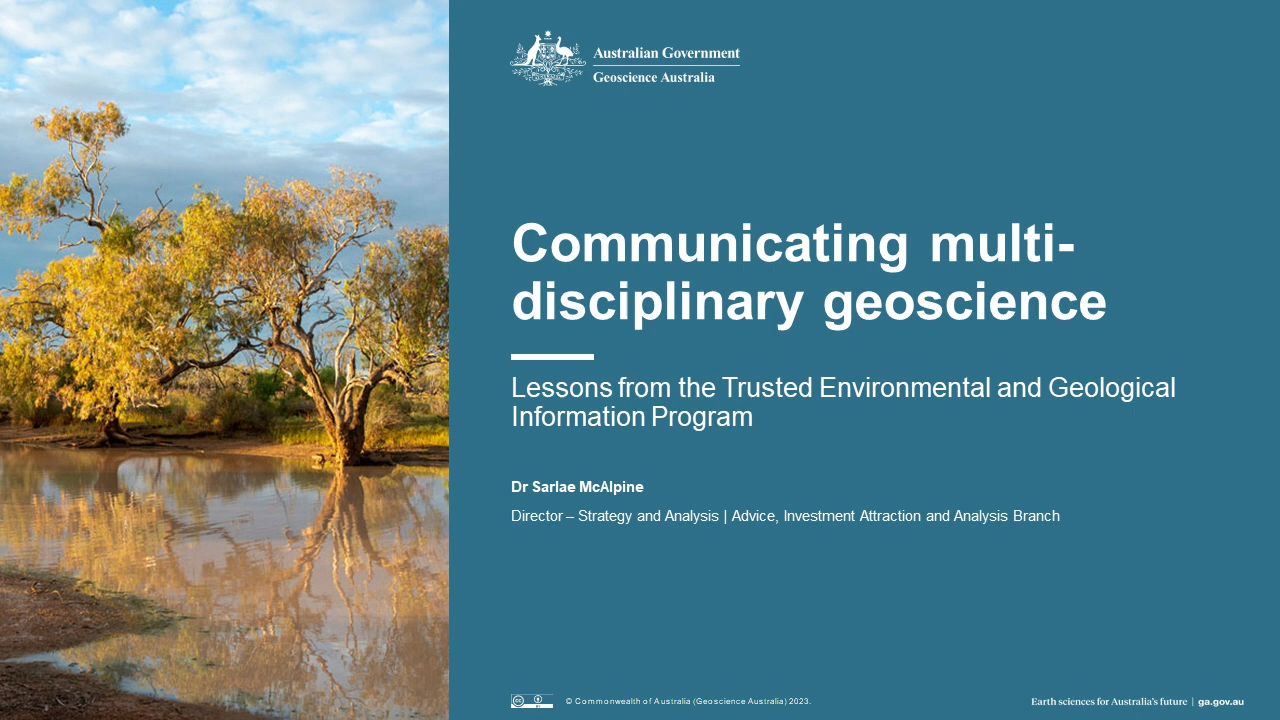 Australian Government
Geoscience Australia
Communicating multi-
disciplinary geoscience
Lessons from the Trusted Environmental and Geological
Information Program
Dr Sarlae McAlpine
Director – Strategy and Analysis | Advice, Investment Attraction and Analysis Branch
© Commonwealth of Australia (Geoscience Australia) 2023.
Earth sciences for Australia's future | ga.gov.au